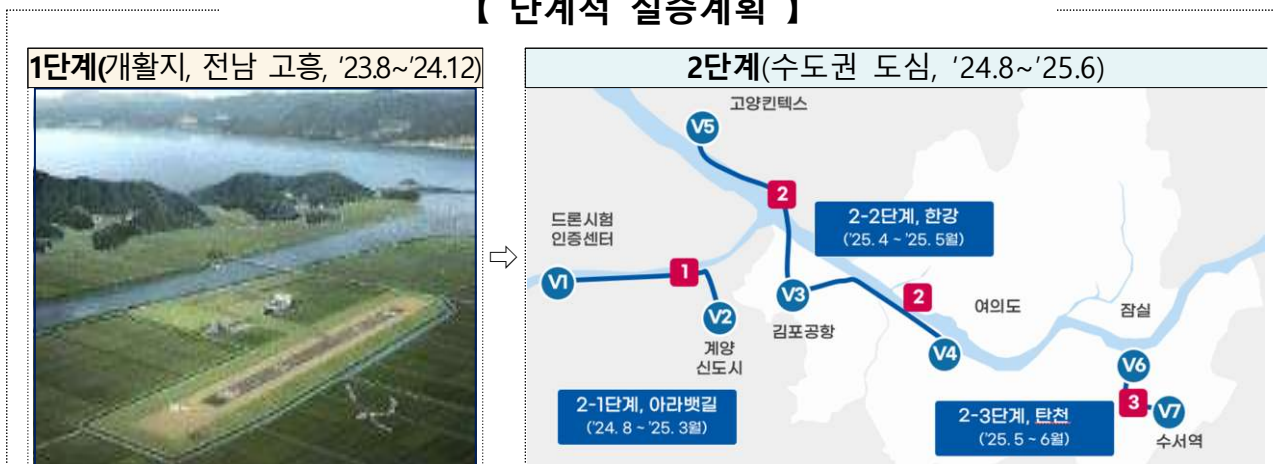 【 단계적 실증계획 】
1단계(개활지, 전남 고흥, '23.8~'24.12)
2단계(수도권 도심, '24.8~'25.6)
⇨
고양킨텍스
V5
2
2-2단계, 한강
('25. 4 ~ '25. 5월)
드론시험
인증센터
V1
1
V2
계양
신도시
V3
김포공항
2
여의도
V4
잠실
V6
3
V7
수서역
2-1단계, 아라뱃길
('24. 8 ~ '25. 3월)
2-3단계, 탄천
('25. 5 ~ 6월)